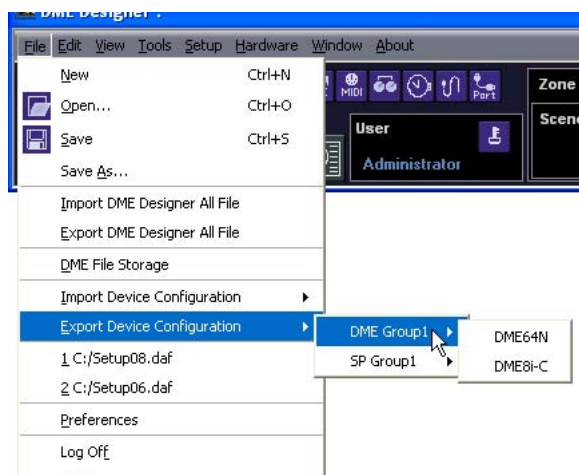 DME Designer .
File Edit View Tools Setup Hardware Window About
New Ctrl+N
Open... Ctrl+O
Save Ctrl+S
Save As...
Import DME Designer All File
Export DME Designer All File
DME File Storage
Import Device Configuration
Export Device Configuration
1 C:/Setup08.daf
2 C:/Setup06.daf
Preferences
Log Off
MIDI
Port
User
Administrator
Zone
Scene
DME Group1
SP Group1
DME64N
DME8i-C